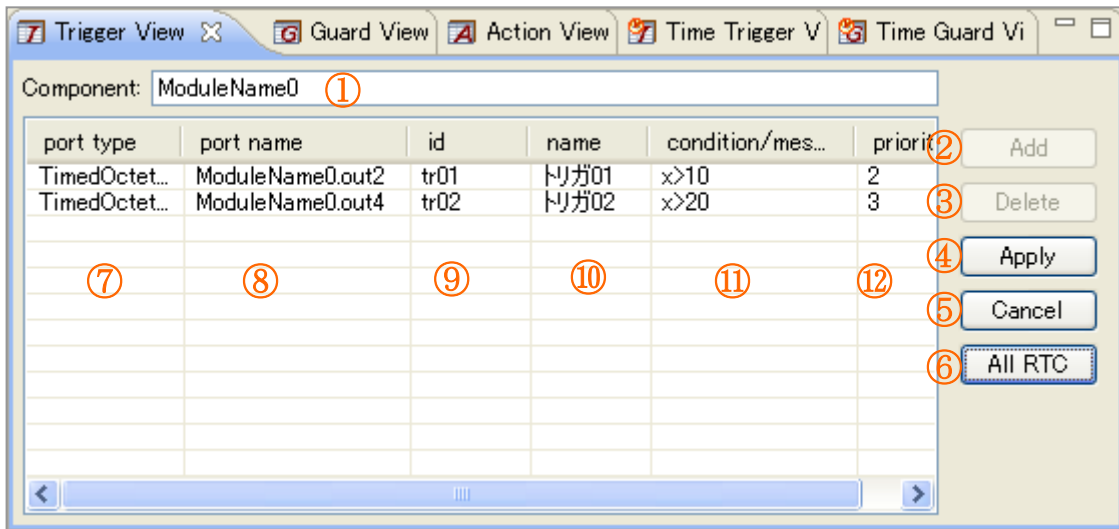 Trigger View Guard View Action View Time Trigger V Time Guard Vi
Component: ModuleName0 ①
port type port name id name condition/mes... priorit ② Add
TimedOctet... ModuleName0.out2 tr01 トリガ01 x>10 2
TimedOctet... ModuleName0.out4 tr02 トリガ02 x>20 3 ③ Delete
⑦ ⑧ ⑨ ⑩ ⑪ ⑫ ④ Apply
⑤ Cancel
⑥ All RTC